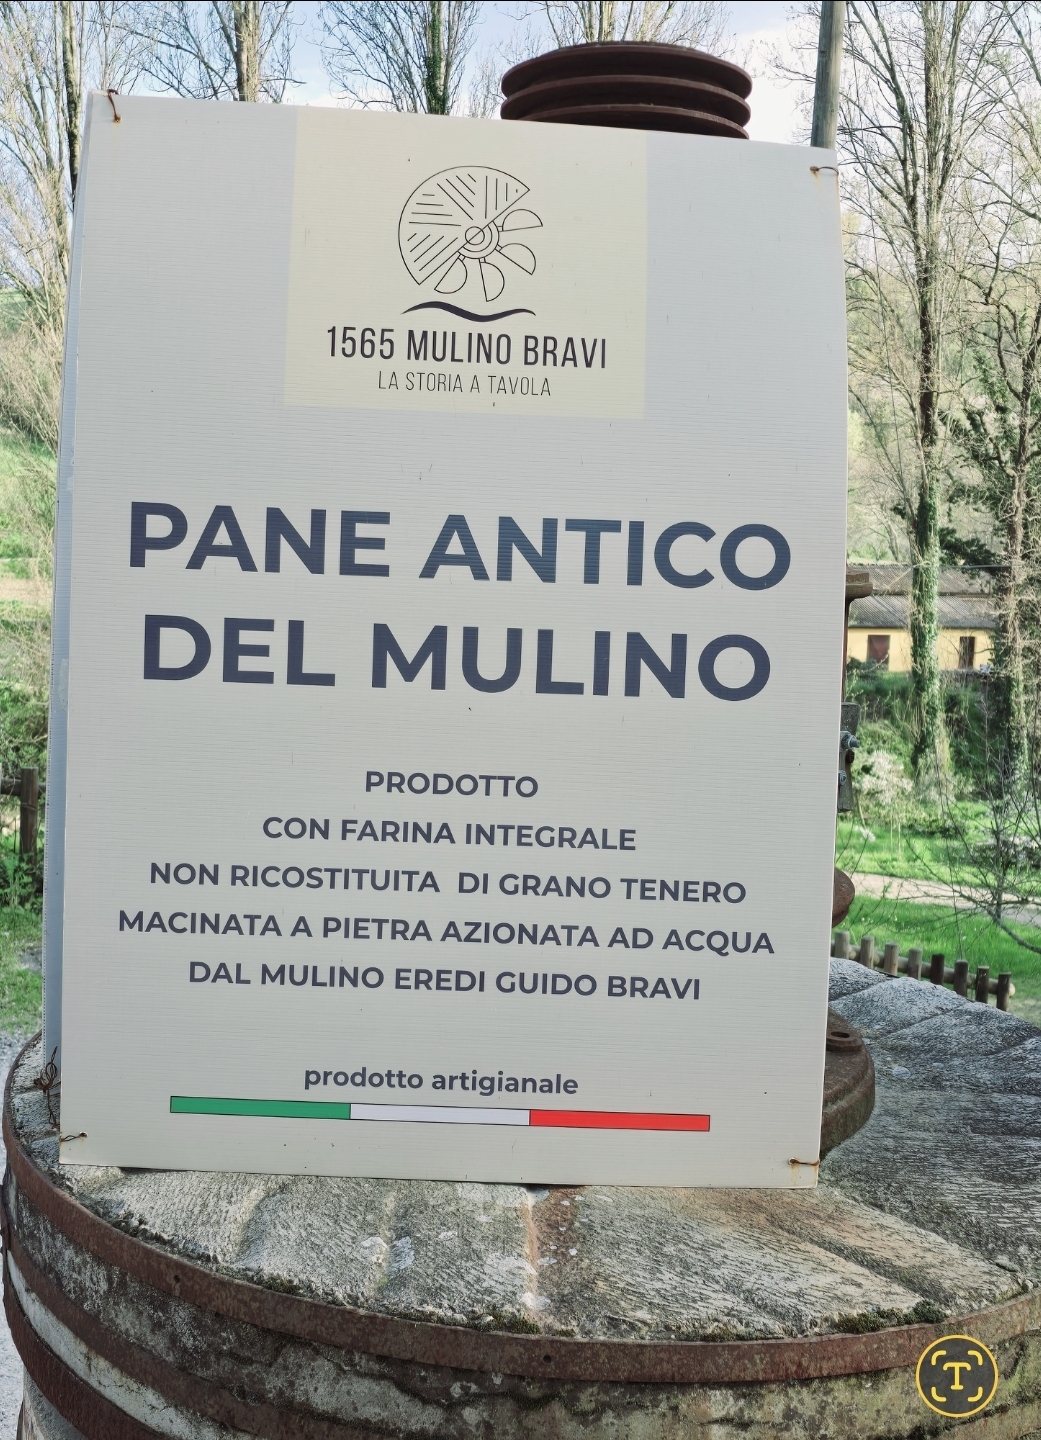 1565 MULINO BRAVI
LA STORIA A TAVOLA
PANE ANTICO
DEL MULINO
PRODOTTO
CON FARINA INTEGRALE
NON RICOSTITUITA DI GRANO TENERO
MACINATA A PIETRA AZIONATA AD ACQUA
DAL MULINO EREDI GUIDO BRAVI
prodotto artigianale
T